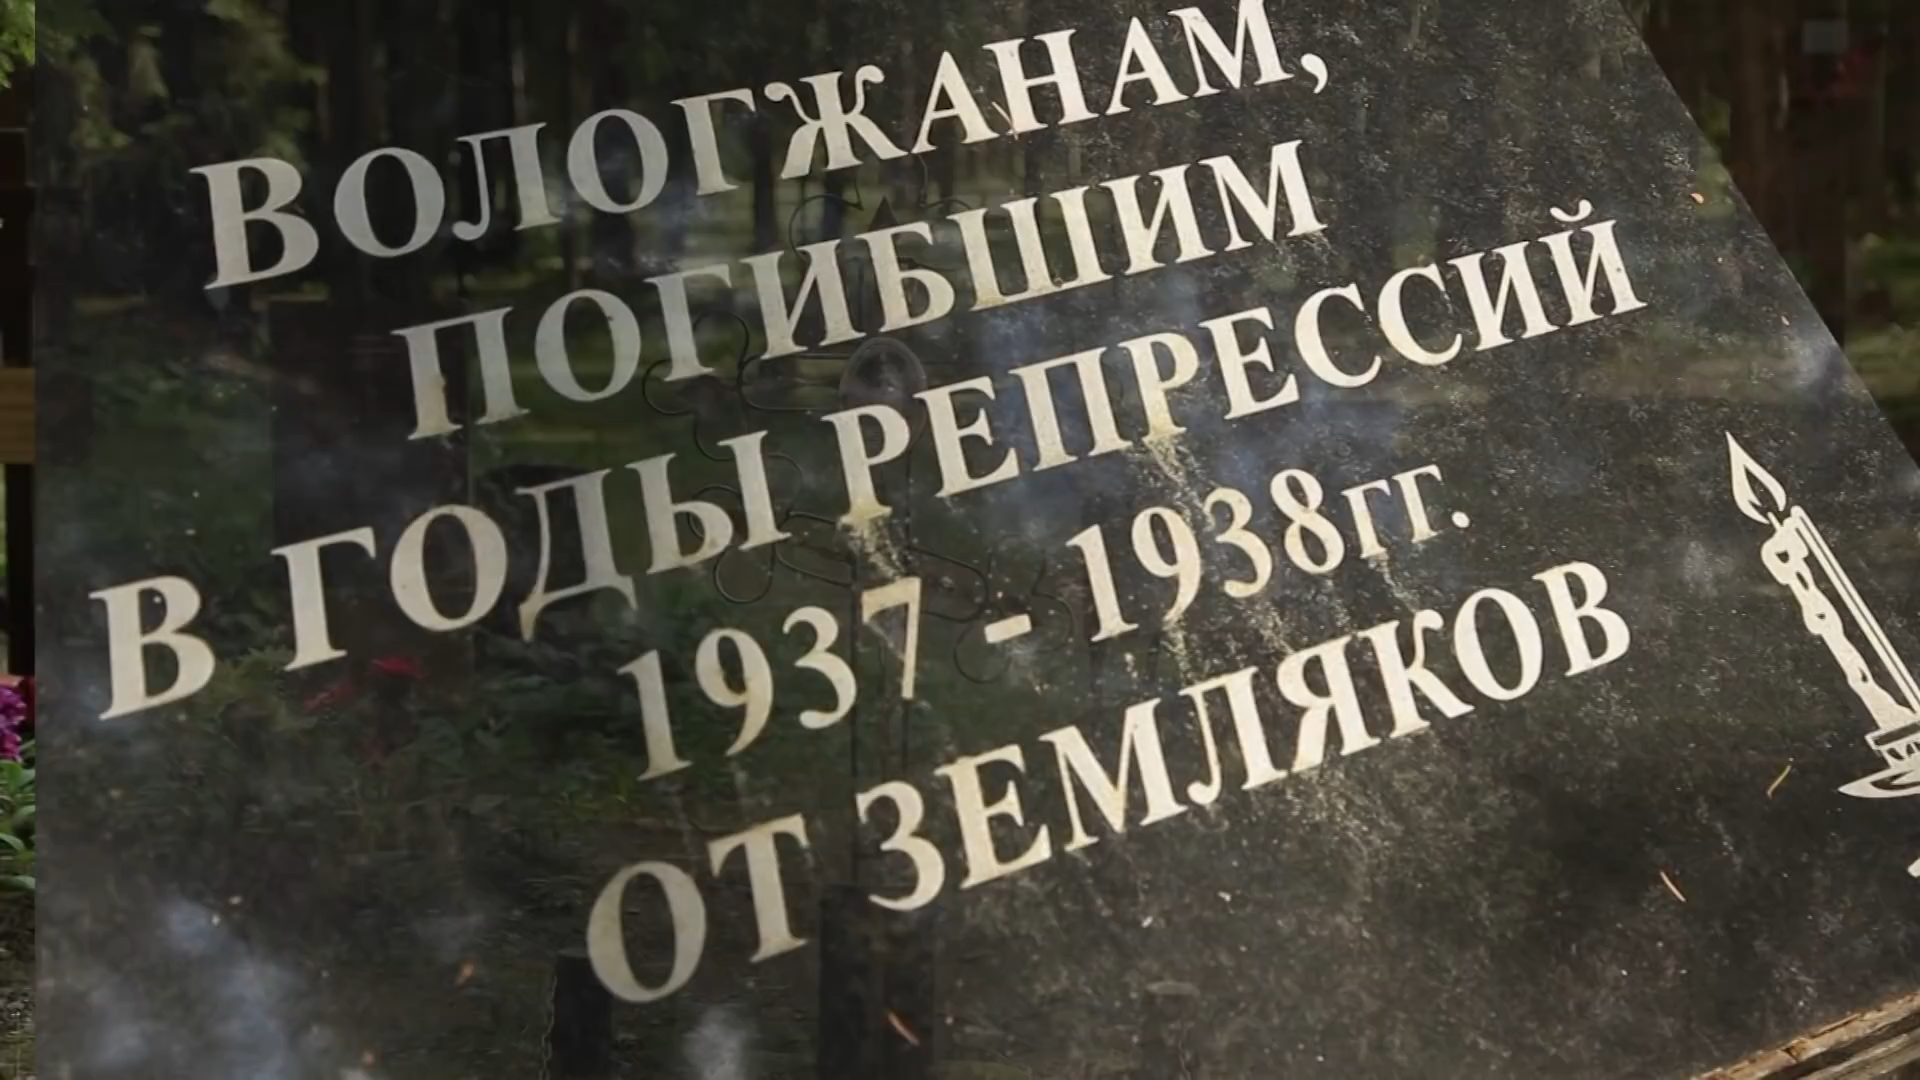 ВОЛОГЖАНАМ,
ПОГИБШИМ
В ГОДЫ РЕПРЕССИЙ
1937 - 1938ГГ.
ОТ ЗЕМЛЯКОВ